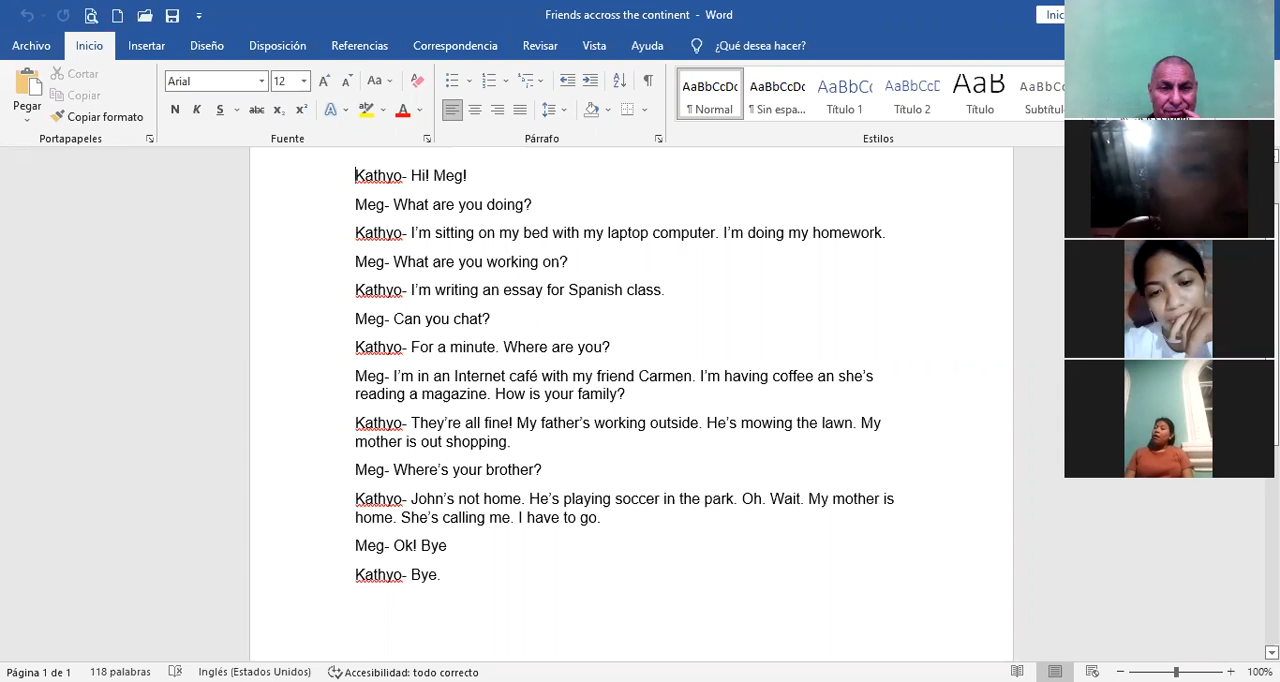 Friends accross the continent - Word
Inic
Archivo Inicio Insertar Diseño Disposición Referencias Correspondencia Revisar Vista Ayuda ¿Qué desea hacer?
Pegar
Cortar
Copiar
Copiar formato
Portapapeles
Arial 12
Aa
N K S abc x₂ x² A A
Fuente
Párrafo
AaBbCcDc AaBbCcDc AaBbCc AaBbCcD AaB AaBbCc
¶ Normal ¶ Sin espa... Título 1 Título 2 Título Subtítul
Estilos
Kathyo- Hi! Meg!
Meg- What are you doing?
Kathyo- I’m sitting on my bed with my laptop computer. I’m doing my homework.
Meg- What are you working on?
Kathyo- I’m writing an essay for Spanish class.
Meg- Can you chat?
Kathyo- For a minute. Where are you?
Meg- I’m in an Internet café with my friend Carmen. I’m having coffee an she’s
reading a magazine. How is your family?
Kathyo- They’re all fine! My father’s working outside. He’s mowing the lawn. My
mother is out shopping.
Meg- Where’s your brother?
Kathyo- John’s not home. He’s playing soccer in the park. Oh. Wait. My mother is
home. She’s calling me. I have to go.
Meg- Ok! Bye
Kathyo- Bye.
Página 1 de 1 118 palabras Inglés (Estados Unidos) Accesibilidad: todo correcto 100%